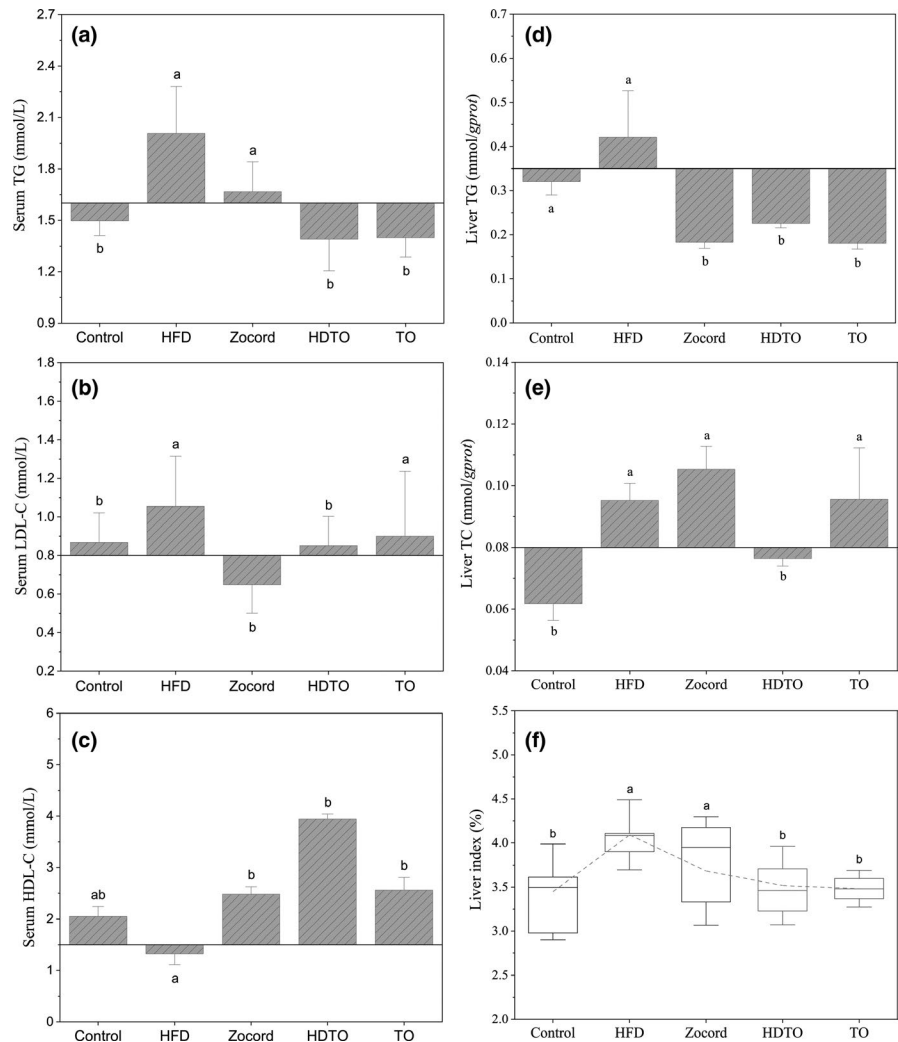 (a)
Serum TG (mmol/L)
2.7
2.4
2.1
1.8
1.5
1.2
0.9
b
a
a
b
b
Control HFD Zocord HDTO TO
(d)
Liver TG (mmol/gprot)
0.7
0.6
0.5
0.4
0.3
0.2
0.1
0.0
a
a
b
b
b
Control HFD Zocord HDTO TO
(b)
Serum LDL-C (mmol/L)
1.8
1.6
1.4
1.2
1.0
0.8
0.6
0.4
0.2
b
a
b
b
a
Control HFD Zocord HDTO TO
(e)
Liver TC (mmol/gprot)
0.14
0.12
0.10
0.08
0.06
0.04
b
a
a
b
a
Control HFD Zocord HDTO TO
(c)
Serum HDL-C (mmol/L)
6
5
4
3
2
1
0
ab
a
b
b
b
Control HFD Zocord HDTO TO
(f)
Liver index (%)
5.5
5.0
4.5
4.0
3.5
3.0
2.5
2.0
b
a
a
b
b
Control HFD Zocord HDTO TO